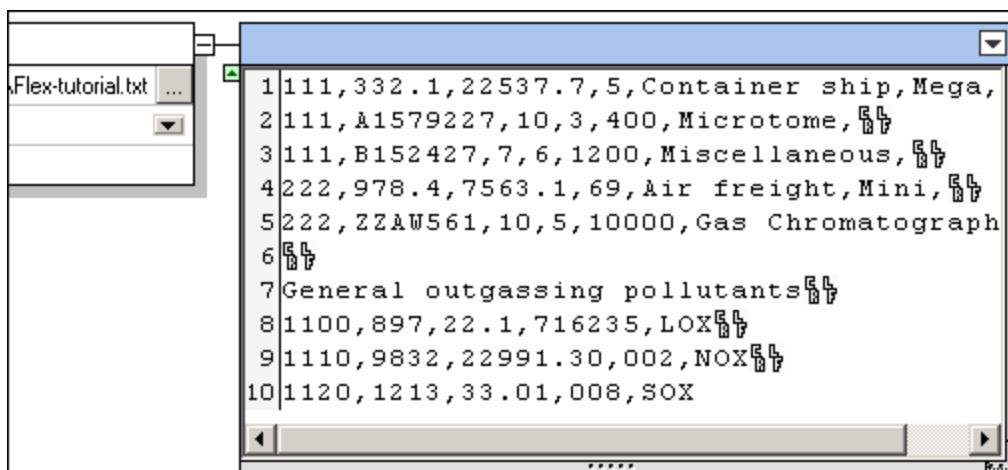 \Flex-tutorial.txt ...
1 111,332.1,22537.7,5,Container ship,Mega,
2 111,A1579227,10,3,400,Microtome,␍␊
3 111,B152427,7,6,1200,Miscellaneous,␍␊
4 222,978.4,7563.1,69,Air freight,Mini,␍␊
5 222,ZZAW561,10,5,10000,Gas Chromatograph
6 ␍␊
7 General outgassing pollutants␍␊
8 1100,897,22.1,716235,LOX␍␊
9 1110,9832,22991.30,002,NOX␍␊
10 1120,1213,33.01,008,SOX